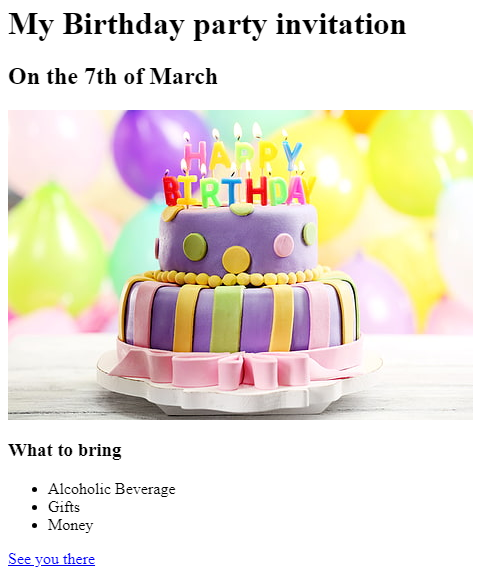 My Birthday party invitation
On the 7th of March
HAPPY
BIRTHDAY
What to bring
Alcoholic Beverage
Gifts
Money
See you there